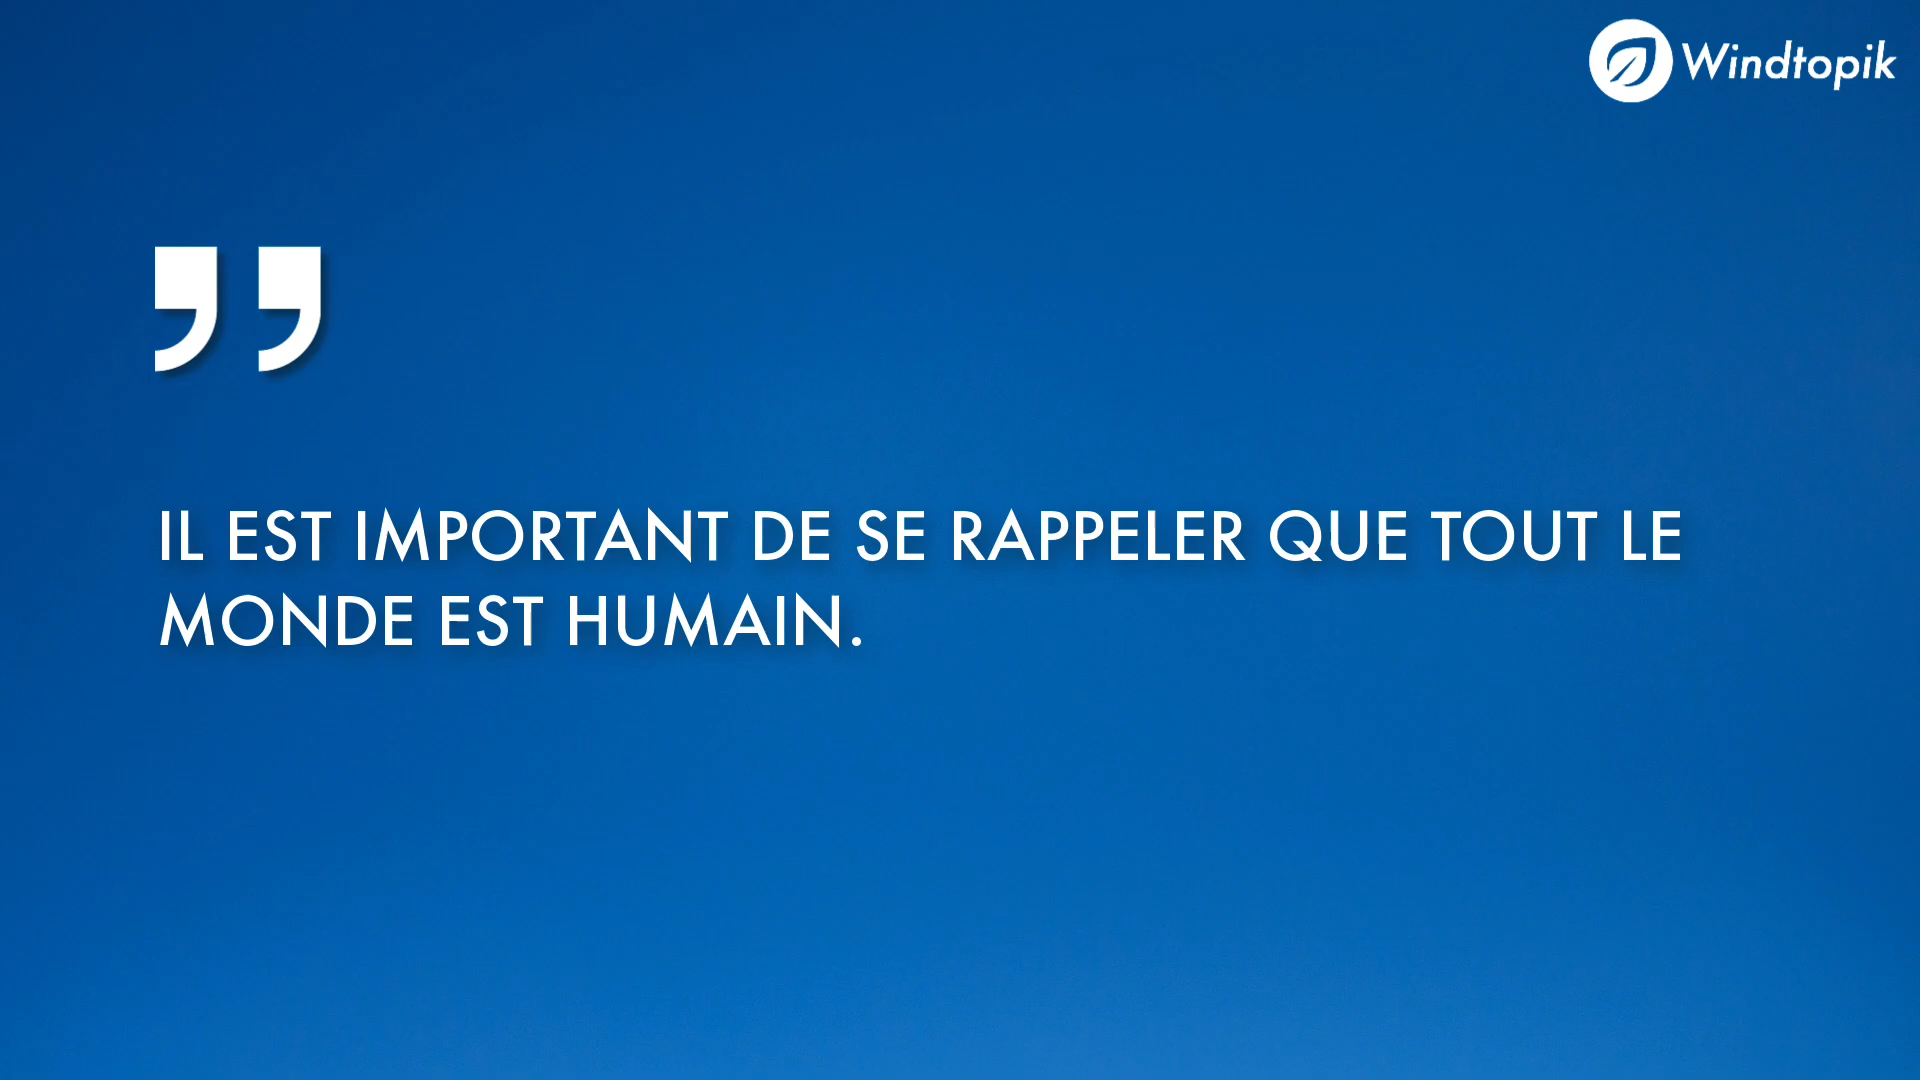 Windtopik
"
IL EST IMPORTANT DE SE RAPPELER QUE TOUT LE
MONDE EST HUMAIN.